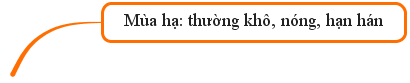 Mùa hạ: thường khô, nóng, hạn hán